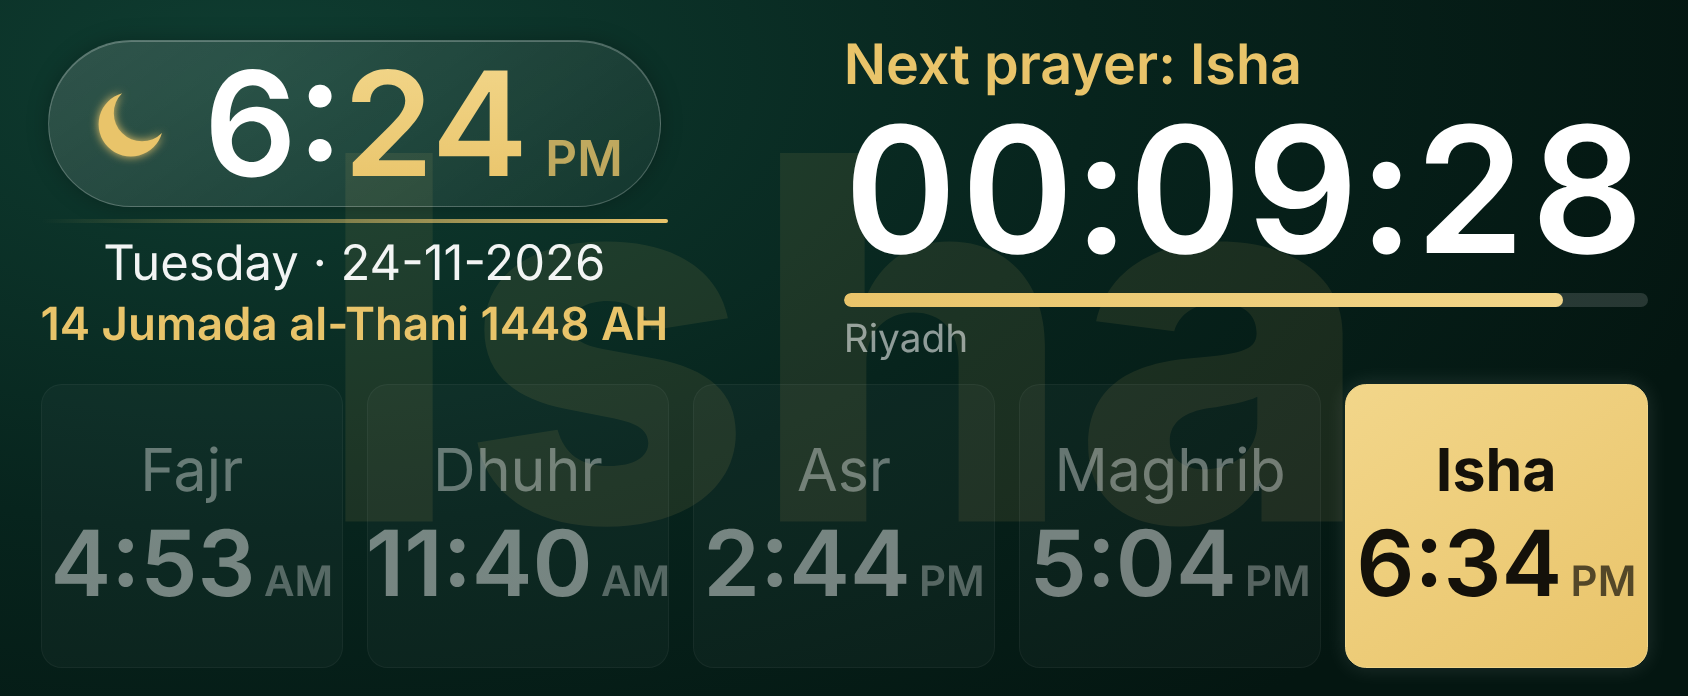 6:24 PM
Tuesday · 24-11-2026
14 Jumada al-Thani 1448 AH
Next prayer: Isha
00:09:28
Riyadh
Isha
Fajr
4:53 AM
Dhuhr
11:40 AM
Asr
2:44 PM
Maghrib
5:04 PM
Isha
6:34 PM